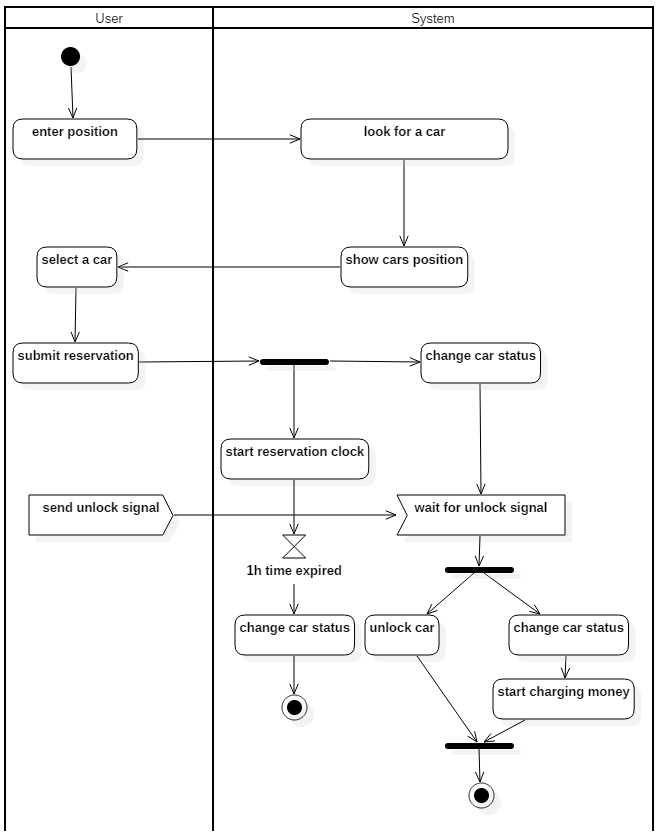 User
System
enter position
look for a car
select a car
show cars position
submit reservation
change car status
start reservation clock
send unlock signal
wait for unlock signal
1h time expired
change car status
unlock car
change car status
start charging money